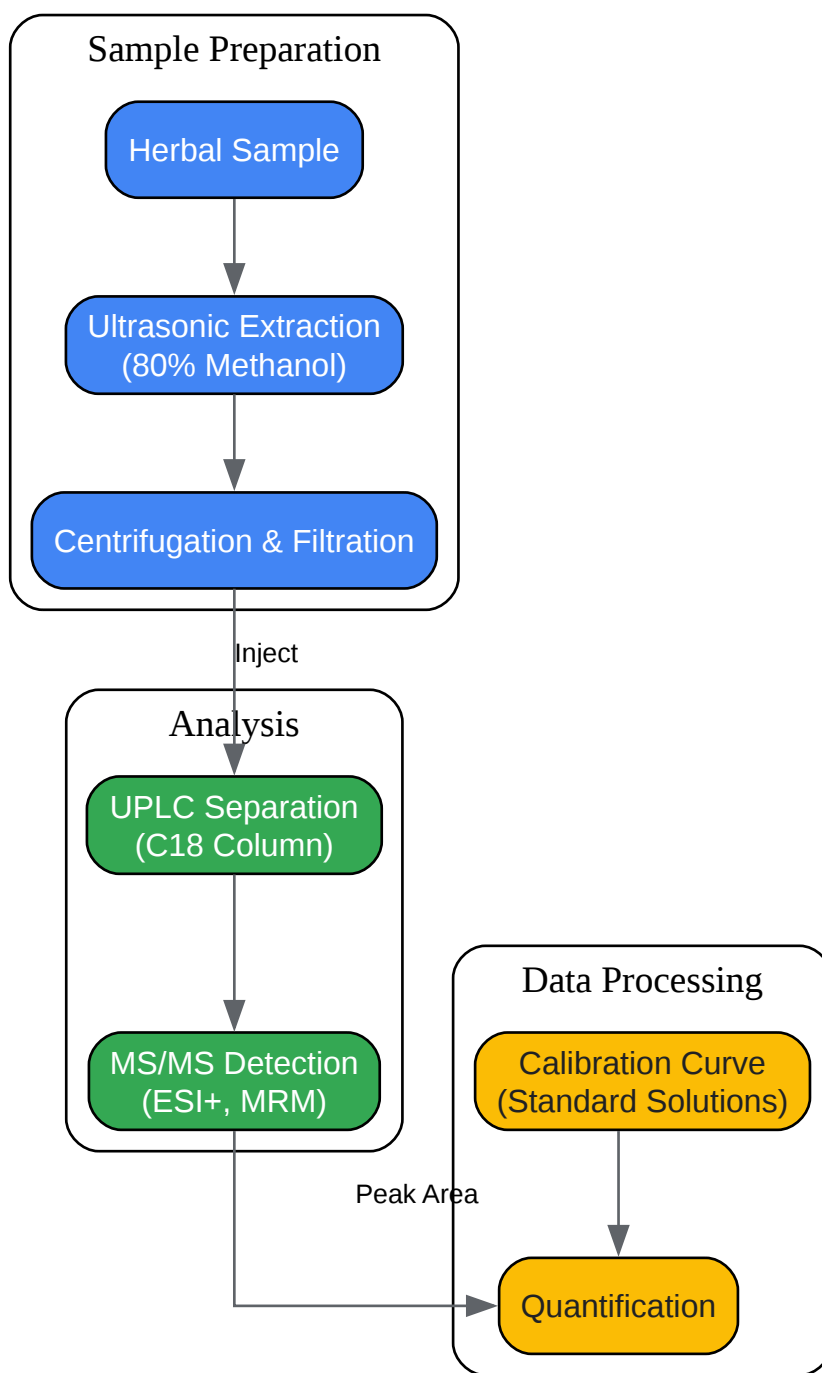 Sample Preparation
Herbal Sample
Ultrasonic Extraction
(80% Methanol)
Centrifugation & Filtration
Inject
Analysis
UPLC Separation
(C18 Column)
MS/MS Detection
(ESI+, MRM)
Data Processing
Calibration Curve
(Standard Solutions)
Peak Area
Quantification